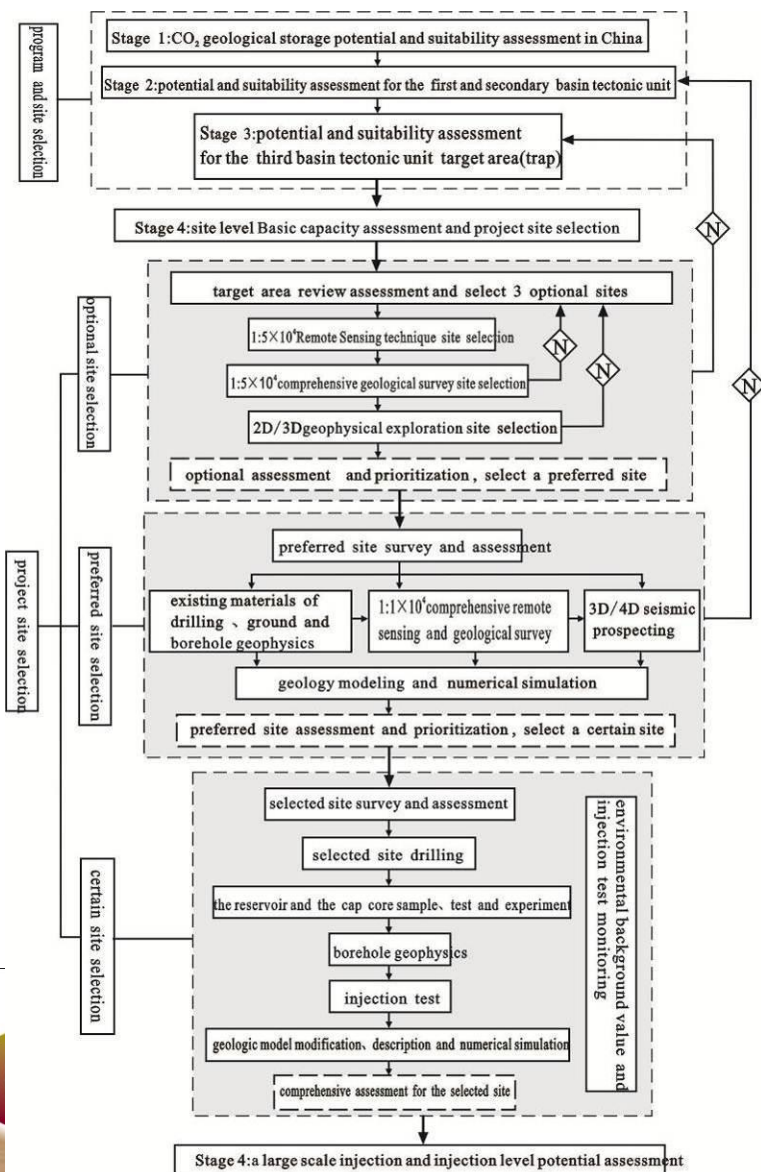 program and site selection
Stage 1:CO₂ geological storage potential and suitability assessment in China
Stage 2:potential and suitability assessment for the first and secondary basin tectonic unit
Stage 3:potential and suitability assessment
for the third basin tectonic unit target area(trap)
Stage 4:site level Basic capacity assessment and project site selection
N
optional site selection
target area review assessment and select 3 optional sites
1:5×10⁴Remote Sensing technique site selection
N
1:5×10⁴comprehensive geological survey site selection
N
N
2D/3Dgeophysical exploration site selection
optional assessment and prioritization, select a preferred site
project site selection
preferred site selection
preferred site survey and assessment
existing materials of
drilling、ground and
borehole geophysics
1:1×10⁴comprehensive remote
sensing and geological survey
3D/4D seismic
prospecting
geology modeling and numerical simulation
preferred site assessment and prioritization, select a certain site
certain site selection
selected site survey and assessment
selected site drilling
the reservoir and the cap core sample、test and experiment
borehole geophysics
injection test
geologic model modification、description and numerical simulation
comprehensive assessment for the selected site
environmental background value and
injection test monitoring
Stage 4:a large scale injection and injection level potential assessment